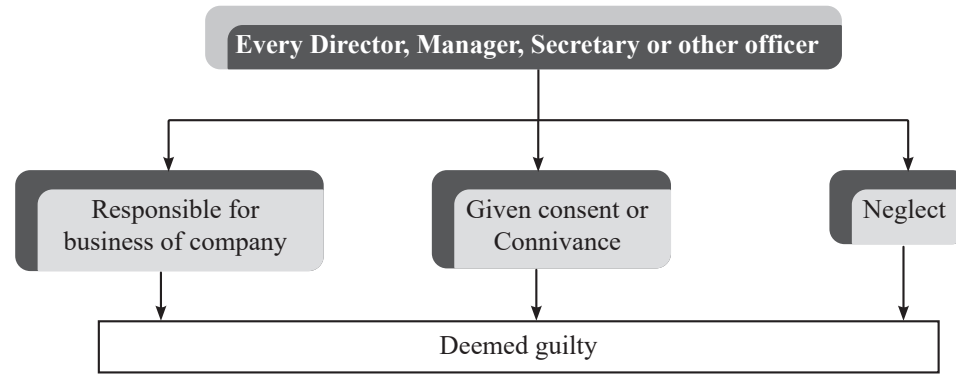 Every Director, Manager, Secretary or other officer
Responsible for
business of company
Given consent or
Connivance
Neglect
Deemed guilty